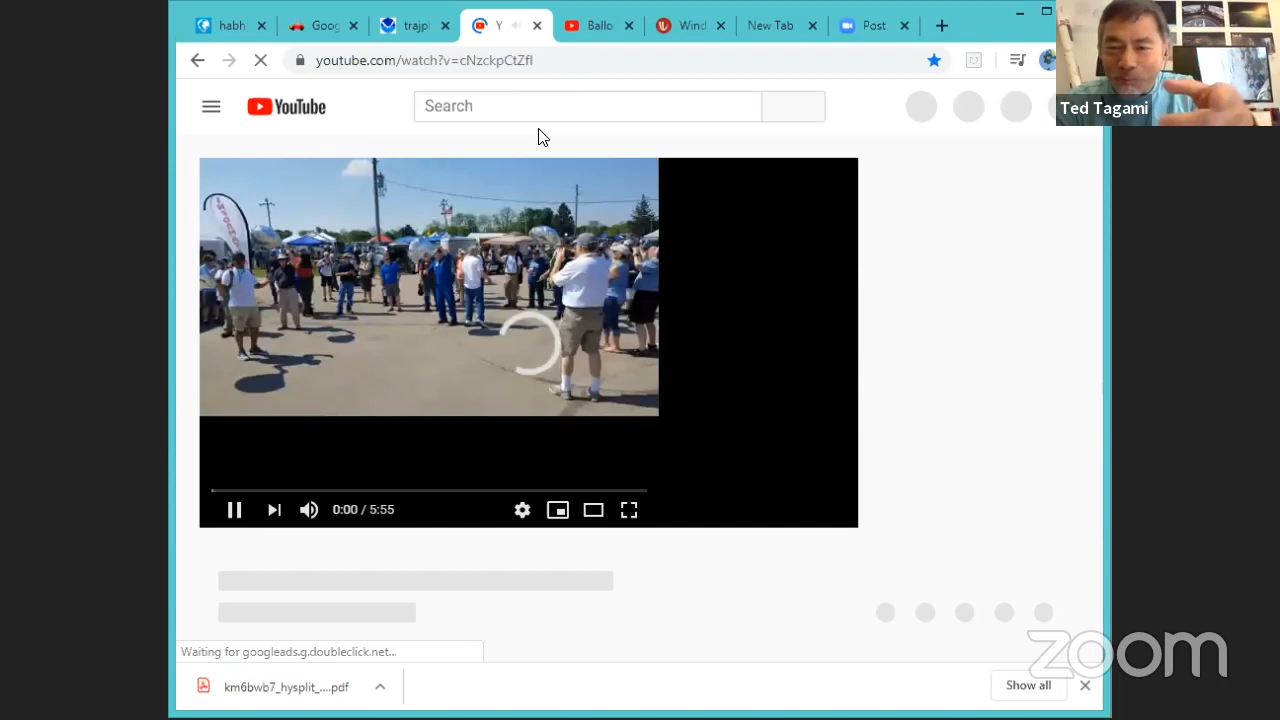 habh
Goog
trajpl
Y
Ballo
Wind
New Tab
Post
youtube.com/watch?v=cNzckpCtZfI
YouTube
Search
Ted Tagami
0:00 / 5:55
Waiting for googleads.g.doubleclick.net...
km6bwb7_hysplit_....pdf
Show all
zoom